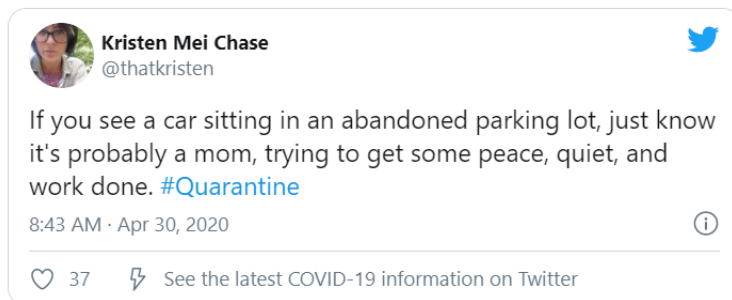 Kristen Mei Chase
@thatkristen
If you see a car sitting in an abandoned parking lot, just know
it's probably a mom, trying to get some peace, quiet, and
work done. #Quarantine
8:43 AM · Apr 30, 2020
37
See the latest COVID-19 information on Twitter